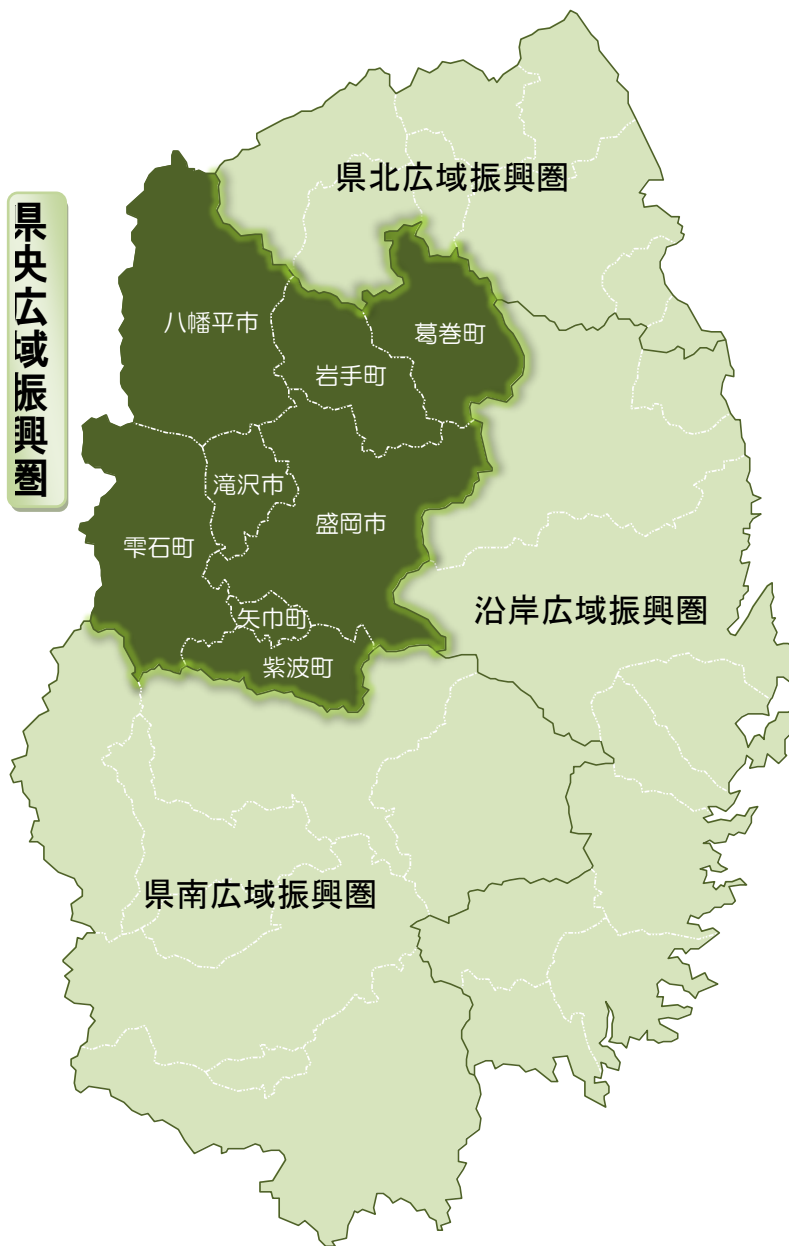 県北広域振興圏
県央広域振興圏
八幡平市
葛巻町
岩手町
滝沢市
盛岡市
雫石町
矢巾町
沿岸広域振興圏
紫波町
県南広域振興圏